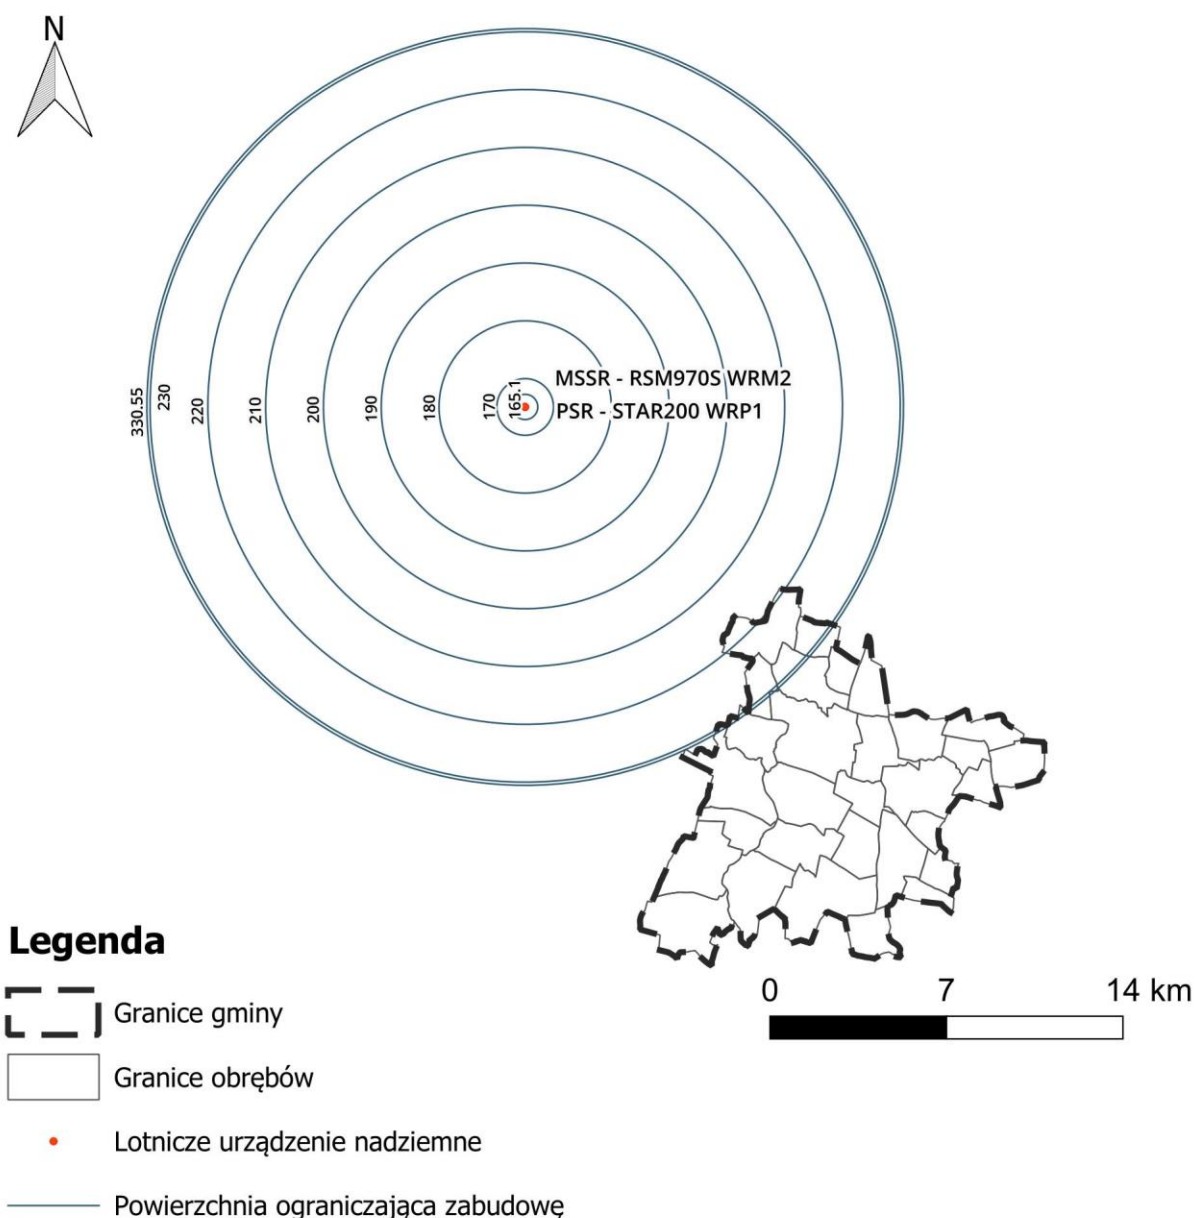 N
MSSR - RSM970S WRM2
PSR - STAR200 WRP1
330.55
230
220
210
200
190
180
170
165.1
Legenda
0 7 14 km
Granice gminy
Granice obrębów
Lotnicze urządzenie nadziemne
Powierzchnia ograniczająca zabudowę